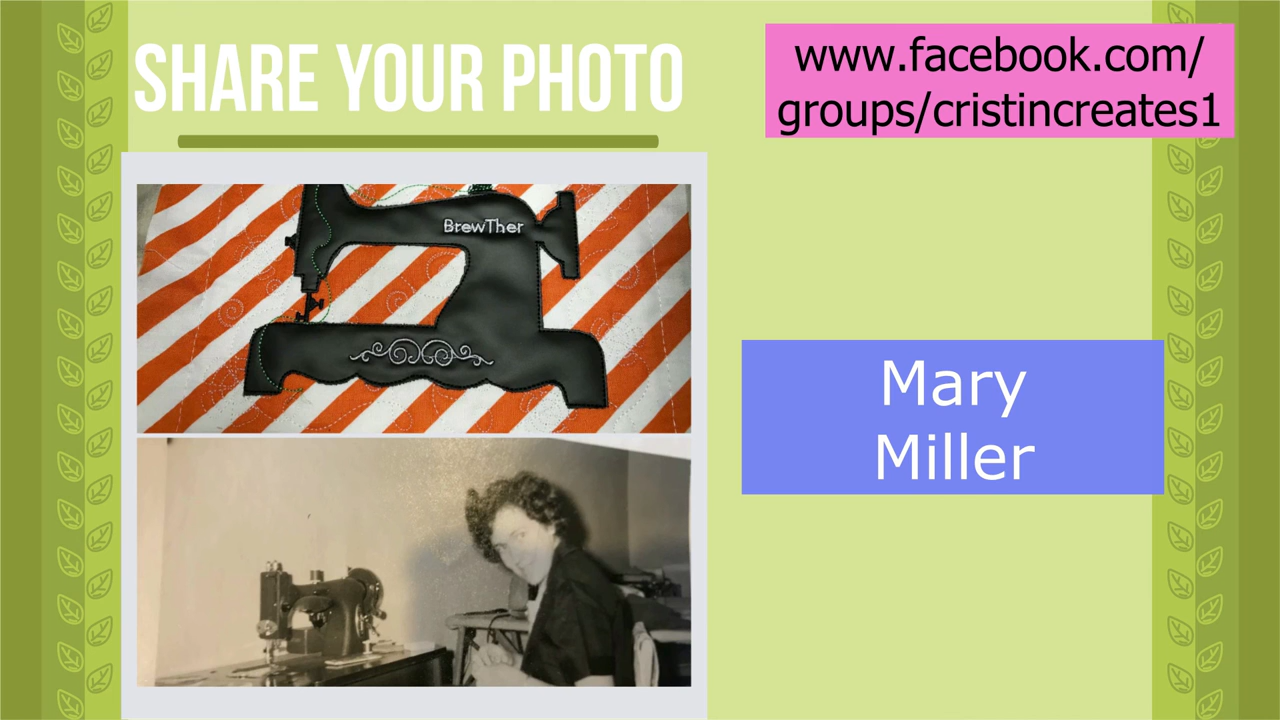 SHARE YOUR PHOTO
www.facebook.com/
groups/cristincreates1
BrewTher
Mary
Miller